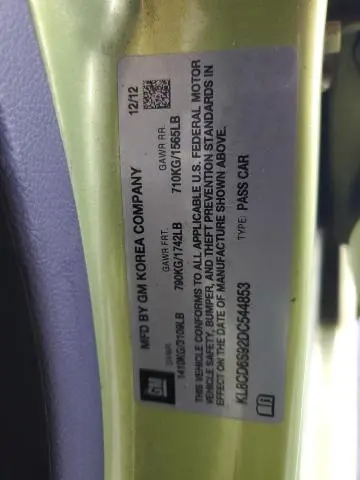 GM
MFD BY GM KOREA COMPANY
12/12
GVWR
GAWR FRT.
GAWR RR.
1410KG/3109LB
790KG/1742LB
710KG/1565LB
THIS VEHICLE CONFORMS TO ALL APPLICABLE U.S. FEDERAL MOTOR
VEHICLE SAFETY, BUMPER, AND THEFT PREVENTION STANDARDS IN
EFFECT ON THE DATE OF MANUFACTURE SHOWN ABOVE.
KL8CD6S92DC544853
TYPE: PASS CAR